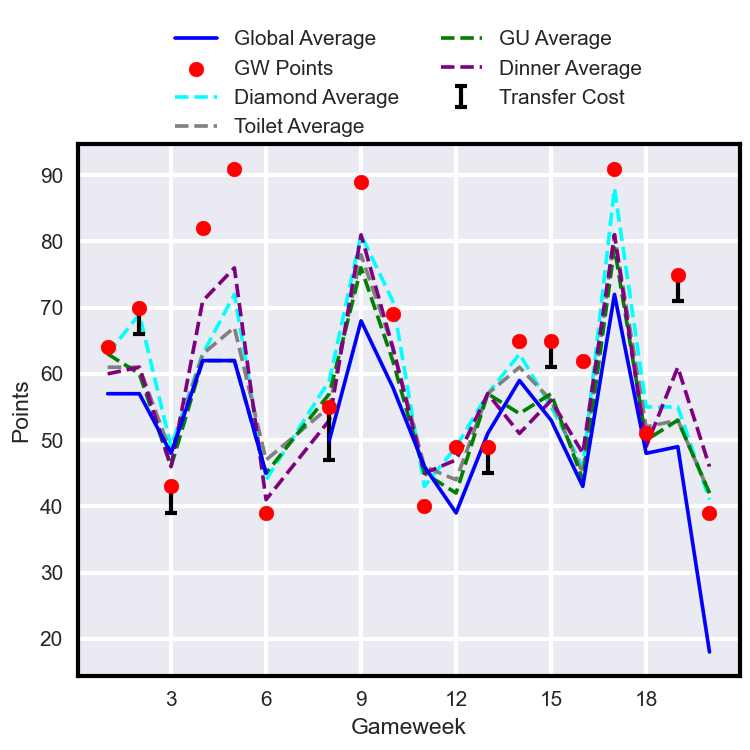 Global Average
GW Points
Diamond Average
Toilet Average
GU Average
Dinner Average
Transfer Cost
90
80
70
60
50
40
30
20
Points
3 6 9 12 15 18
Gameweek